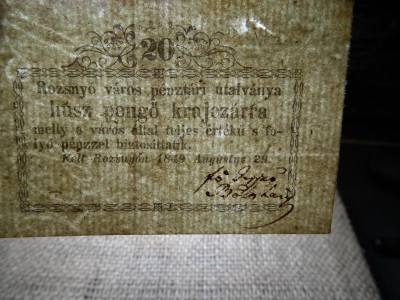 20
Rozsnyó város pénztári utalványa
húsz pengő krajczárra
melly a város által teljes értékű s fo-
lyó pénzzel biztosíttatik.
Kelt Rozsnyón 1849 Augustus 29.